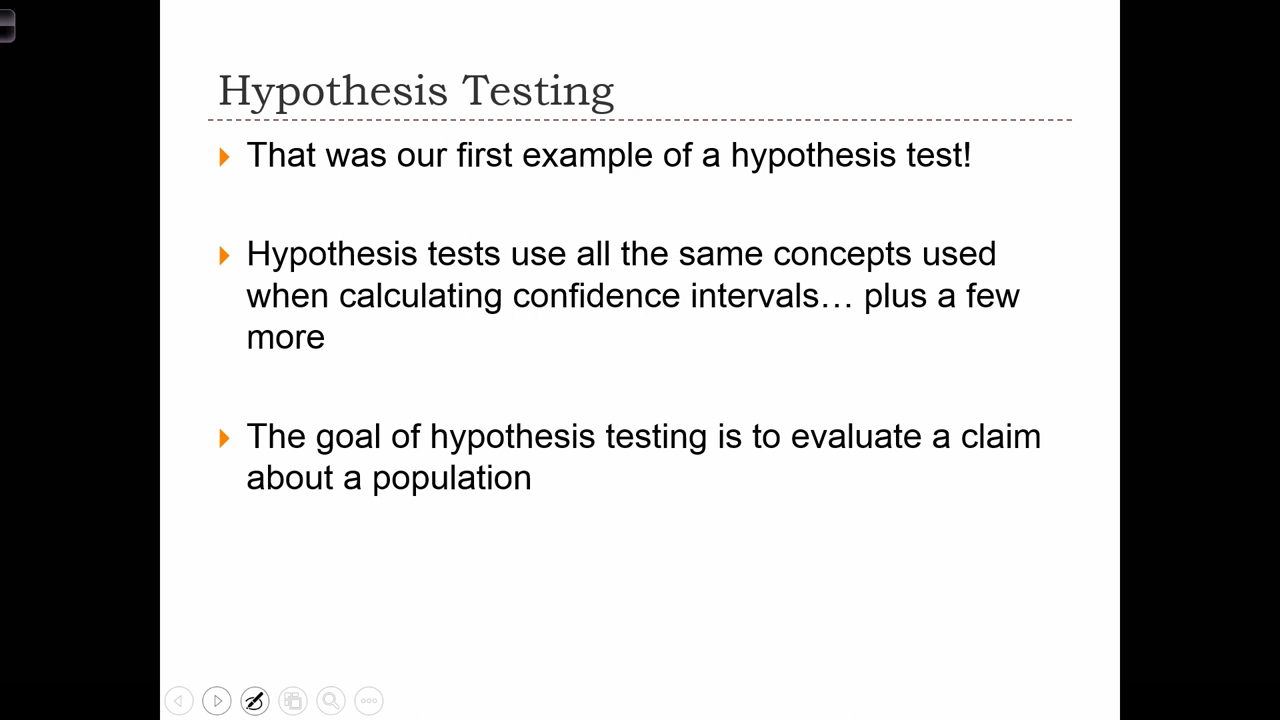 Hypothesis Testing
That was our first example of a hypothesis test!
Hypothesis tests use all the same concepts used
when calculating confidence intervals… plus a few
more
The goal of hypothesis testing is to evaluate a claim
about a population